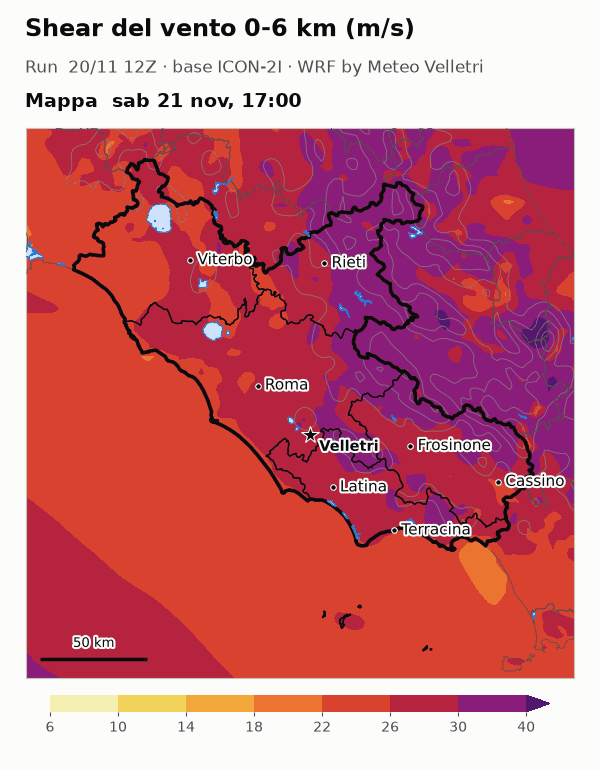 Shear del vento 0-6 km (m/s)
Run 20/11 12Z · base ICON-2I · WRF by Meteo Velletri
Mappa sab 21 nov, 17:00
Viterbo
Rieti
Roma
Velletri
Frosinone
Cassino
Latina
Terracina
50 km
6 10 14 18 22 26 30 40